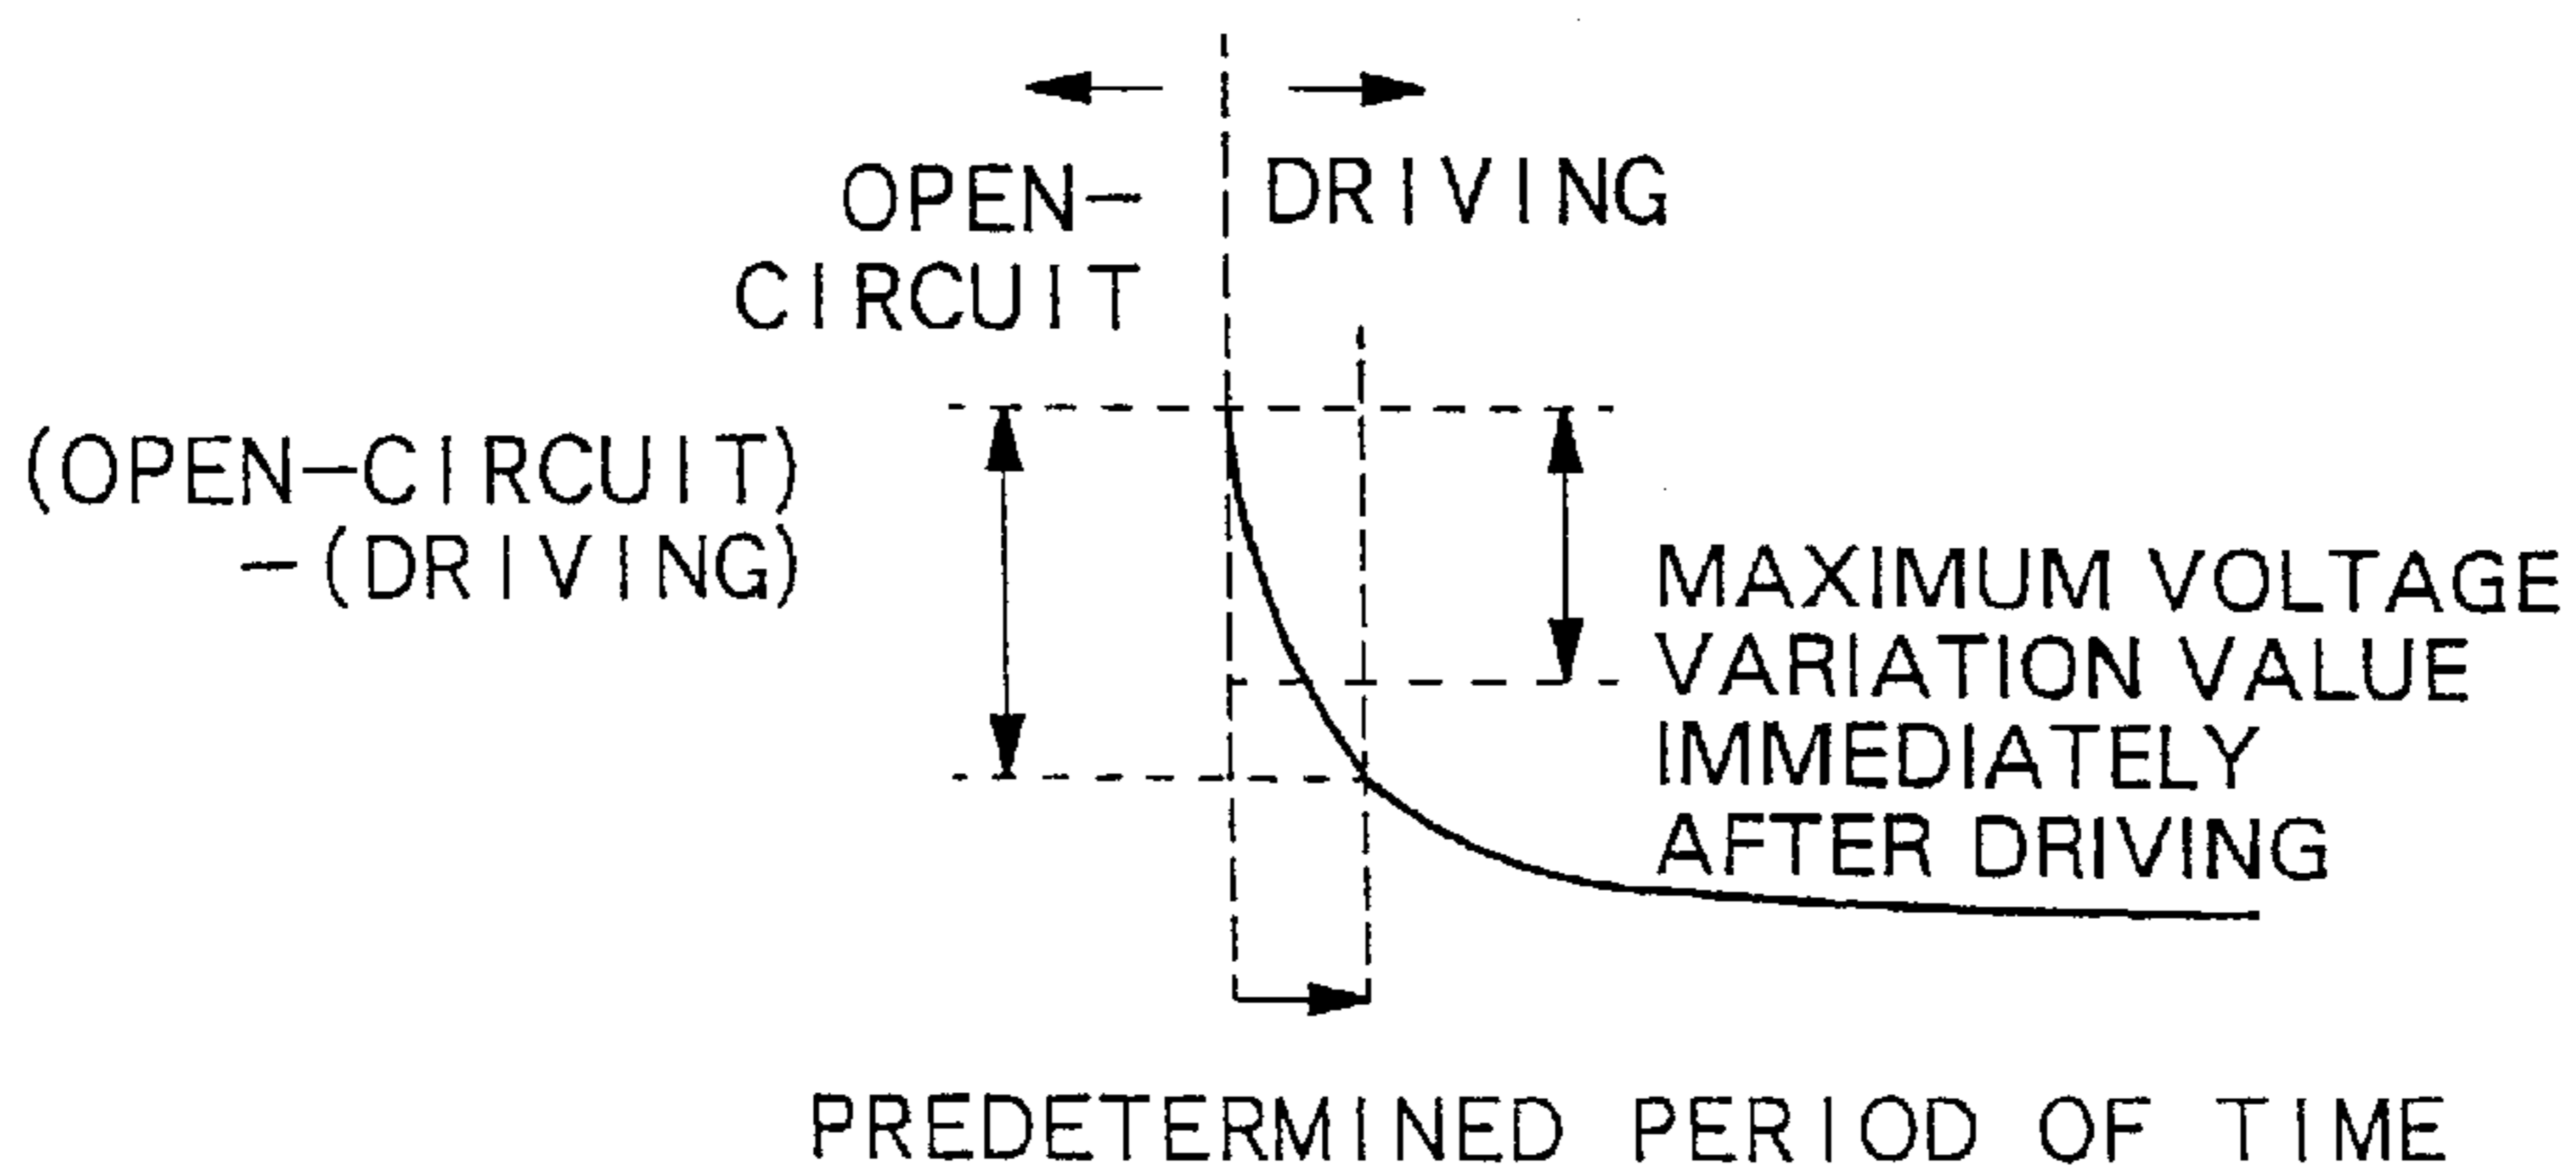 OPEN-
CIRCUIT
DRIVING
(OPEN-CIRCUIT)
-(DRIVING)
MAXIMUM VOLTAGE
VARIATION VALUE
IMMEDIATELY
AFTER DRIVING
PREDETERMINED PERIOD OF TIME